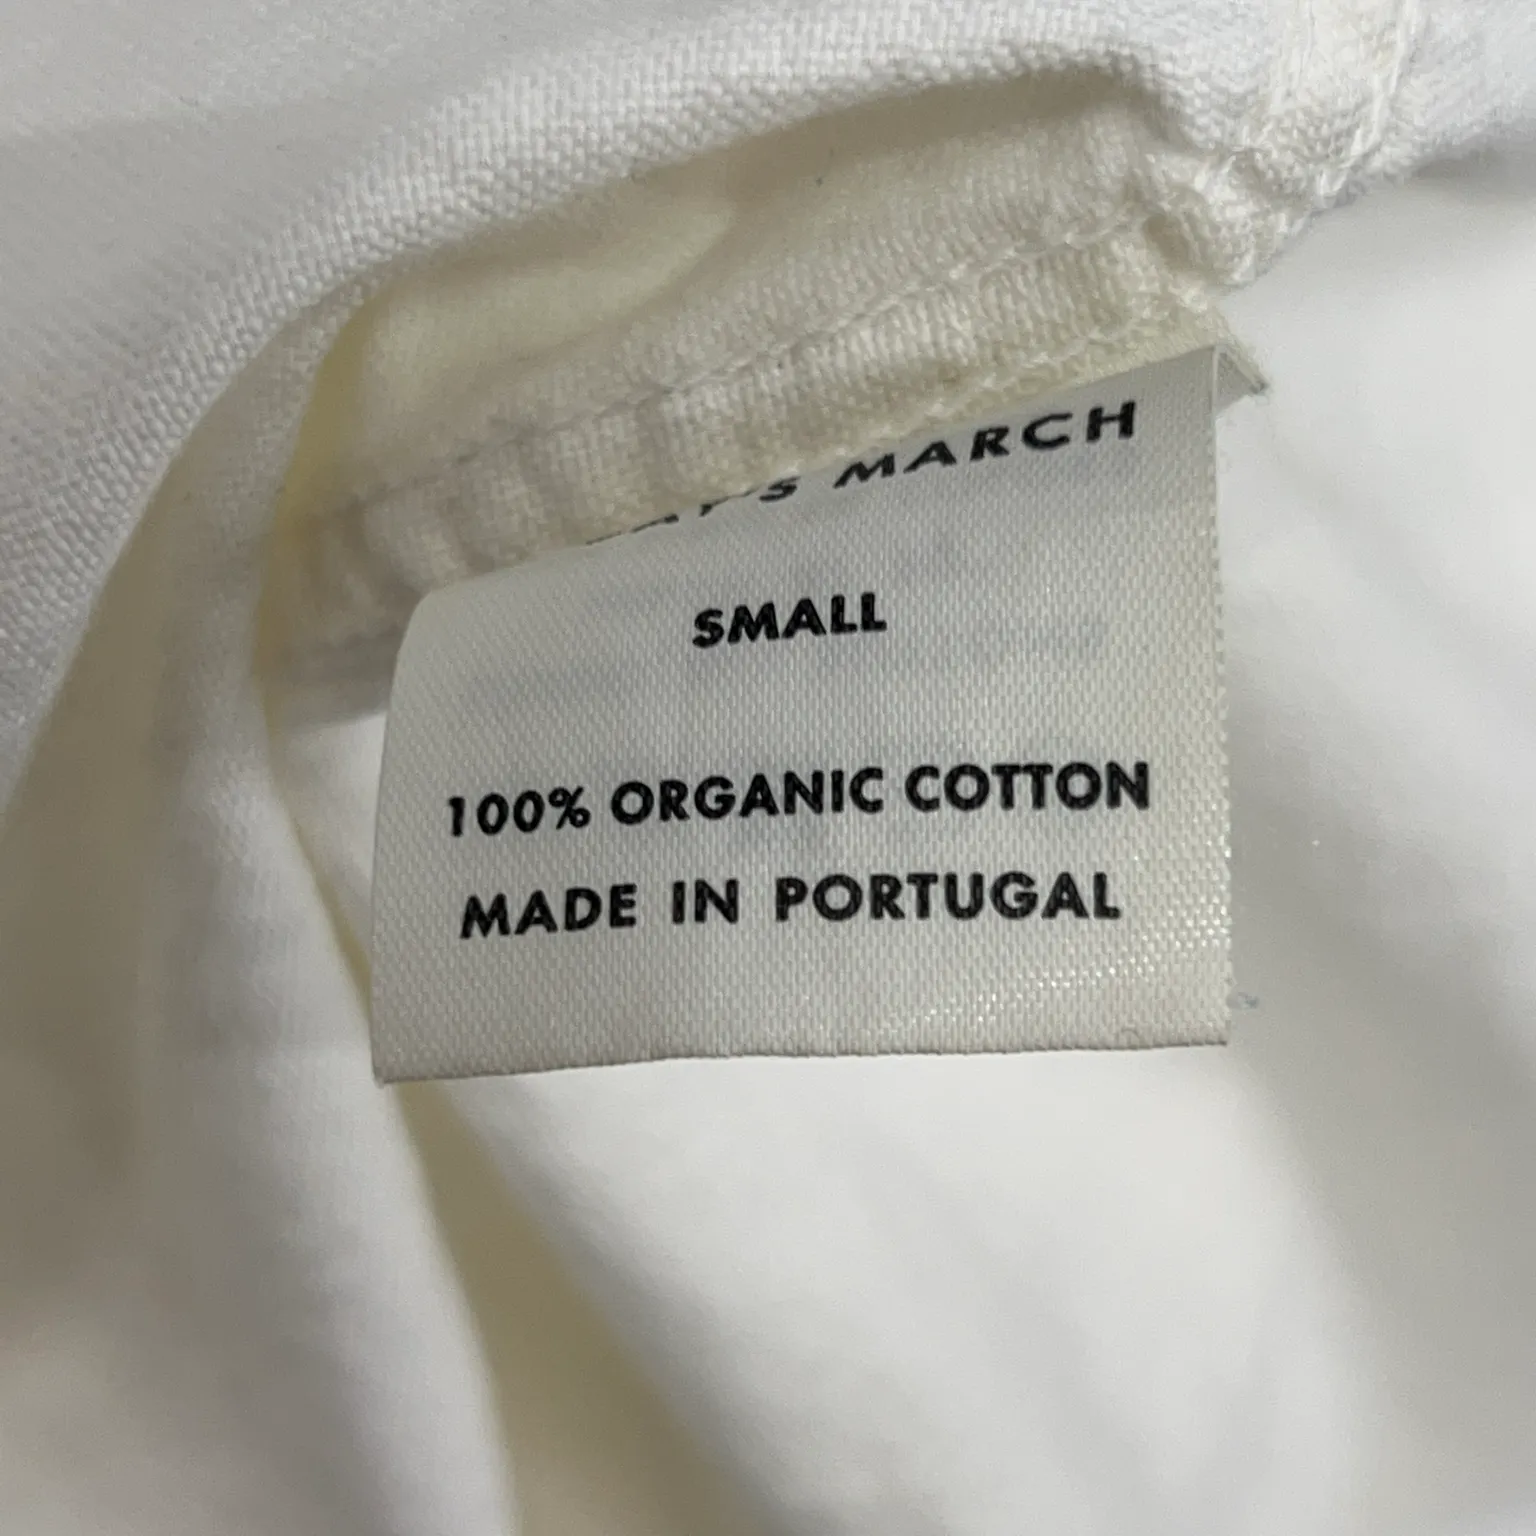 MARCH
SMALL
100% ORGANIC COTTON
MADE IN PORTUGAL